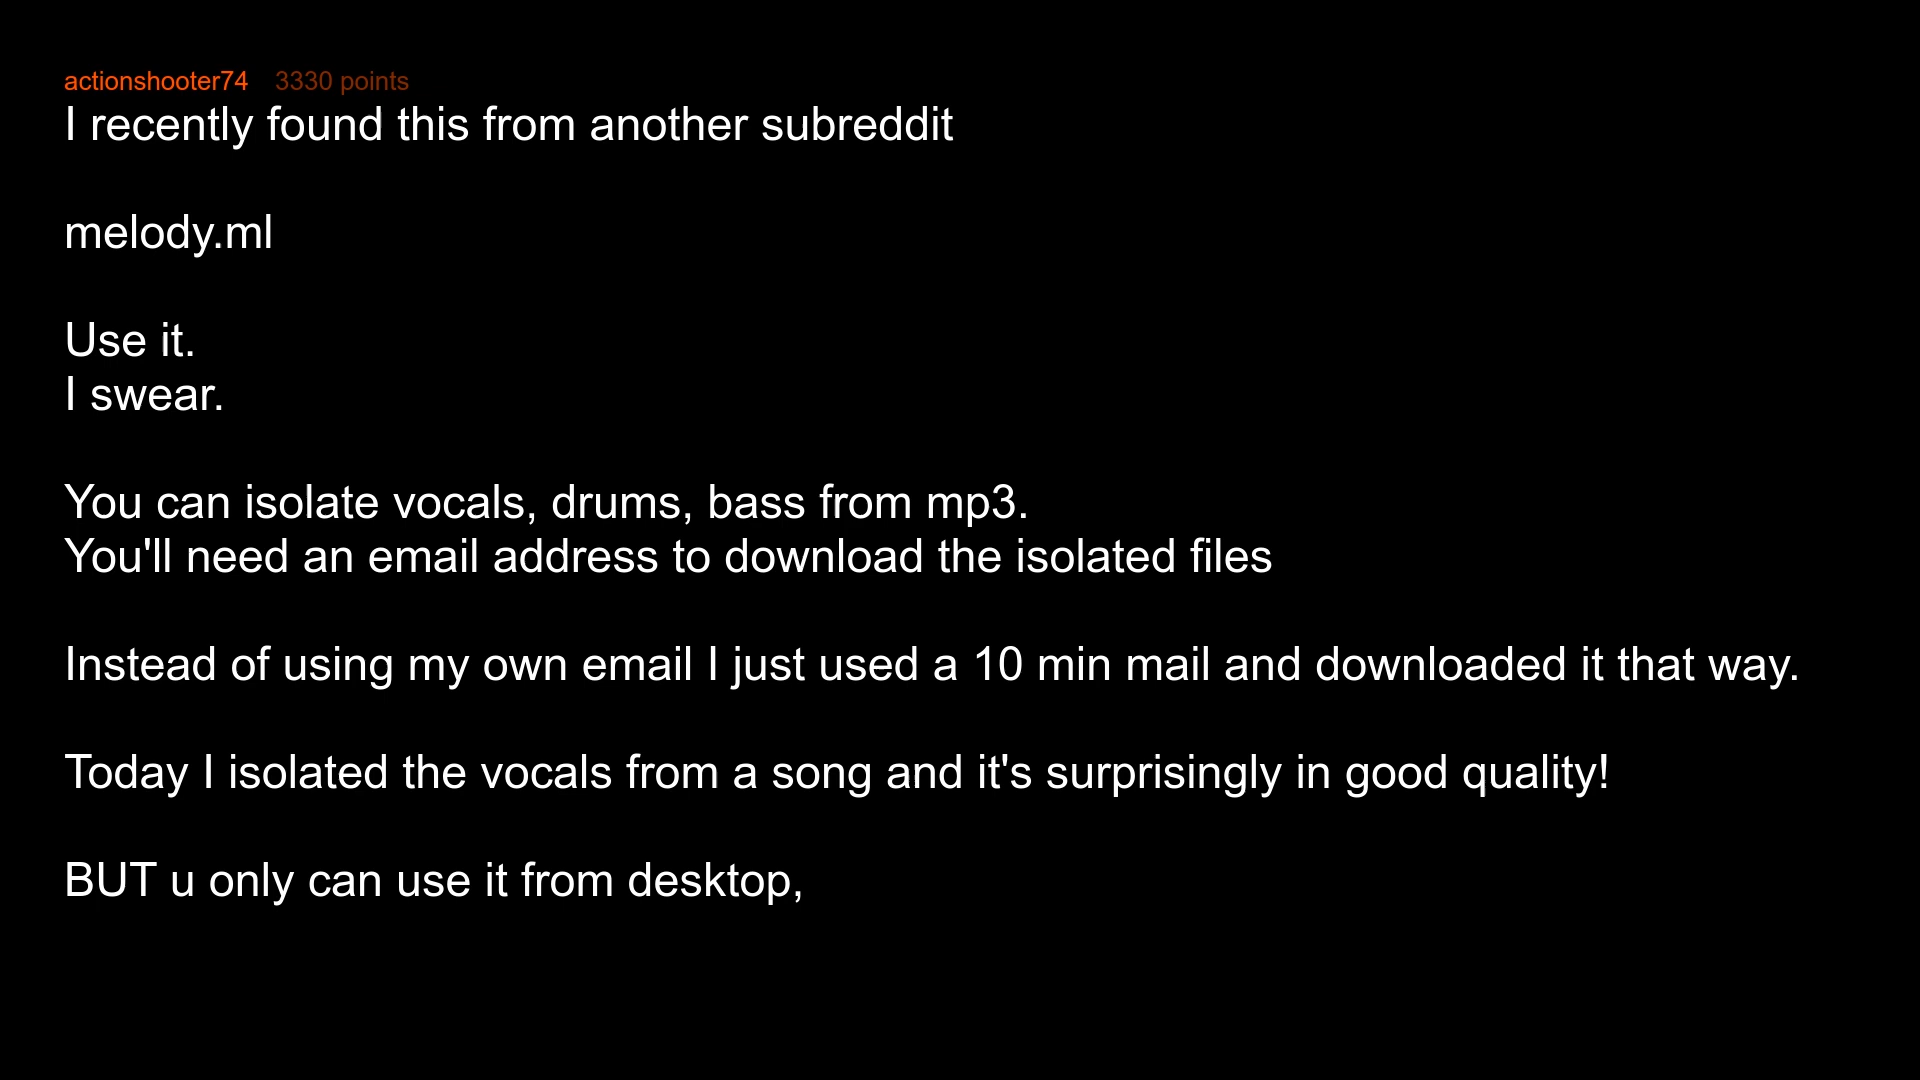 actionshooter74 3330 points
I recently found this from another subreddit
melody.ml
Use it.
I swear.
You can isolate vocals, drums, bass from mp3.
You'll need an email address to download the isolated files
Instead of using my own email I just used a 10 min mail and downloaded it that way.
Today I isolated the vocals from a song and it's surprisingly in good quality!
BUT u only can use it from desktop,